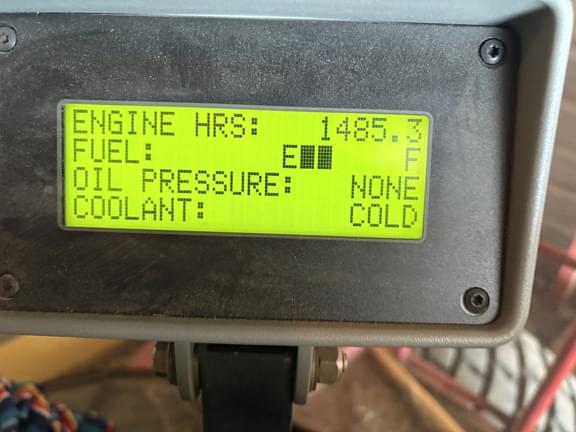 ENGINE HRS: 1485.3
FUEL: E██ F
OIL PRESSURE: NONE
COOLANT: COLD